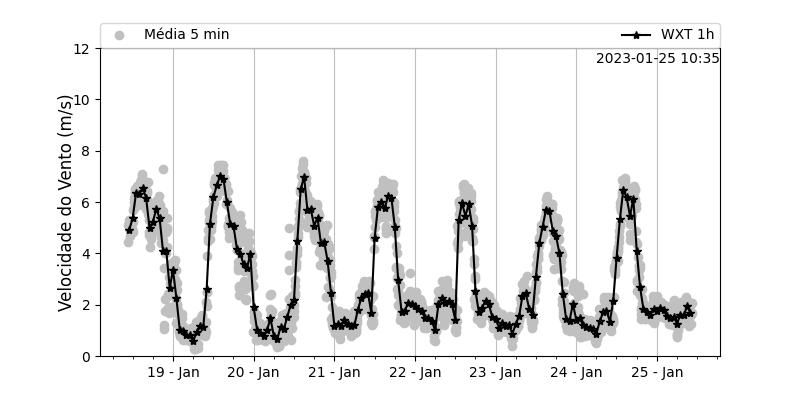 Média 5 min
WXT 1h
2023-01-25 10:35
Velocidade do Vento (m/s)
12
10
8
6
4
2
0
19 - Jan
20 - Jan
21 - Jan
22 - Jan
23 - Jan
24 - Jan
25 - Jan